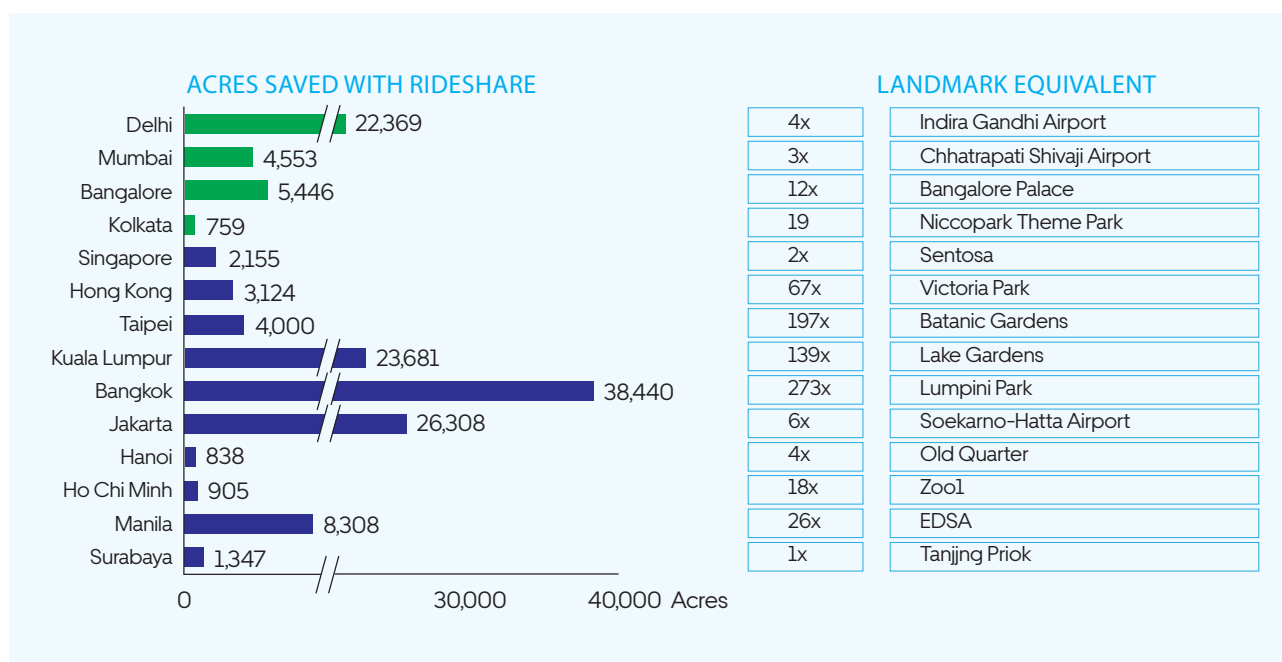 ACRES SAVED WITH RIDESHARE
LANDMARK EQUIVALENT
Delhi 22,369 4x Indira Gandhi Airport
Mumbai 4,553 3x Chhatrapati Shivaji Airport
Bangalore 5,446 12x Bangalore Palace
Kolkata 759 19 Niccopark Theme Park
Singapore 2,155 2x Sentosa
Hong Kong 3,124 67x Victoria Park
Taipei 4,000 197x Batanic Gardens
Kuala Lumpur 23,681 139x Lake Gardens
Bangkok 38,440 273x Lumpini Park
Jakarta 26,308 6x Soekarno-Hatta Airport
Hanoi 838 4x Old Quarter
Ho Chi Minh 905 18x Zoo1
Manila 8,308 26x EDSA
Surabaya 1,347 1x Tanjjng Priok
0 30,000 40,000 Acres